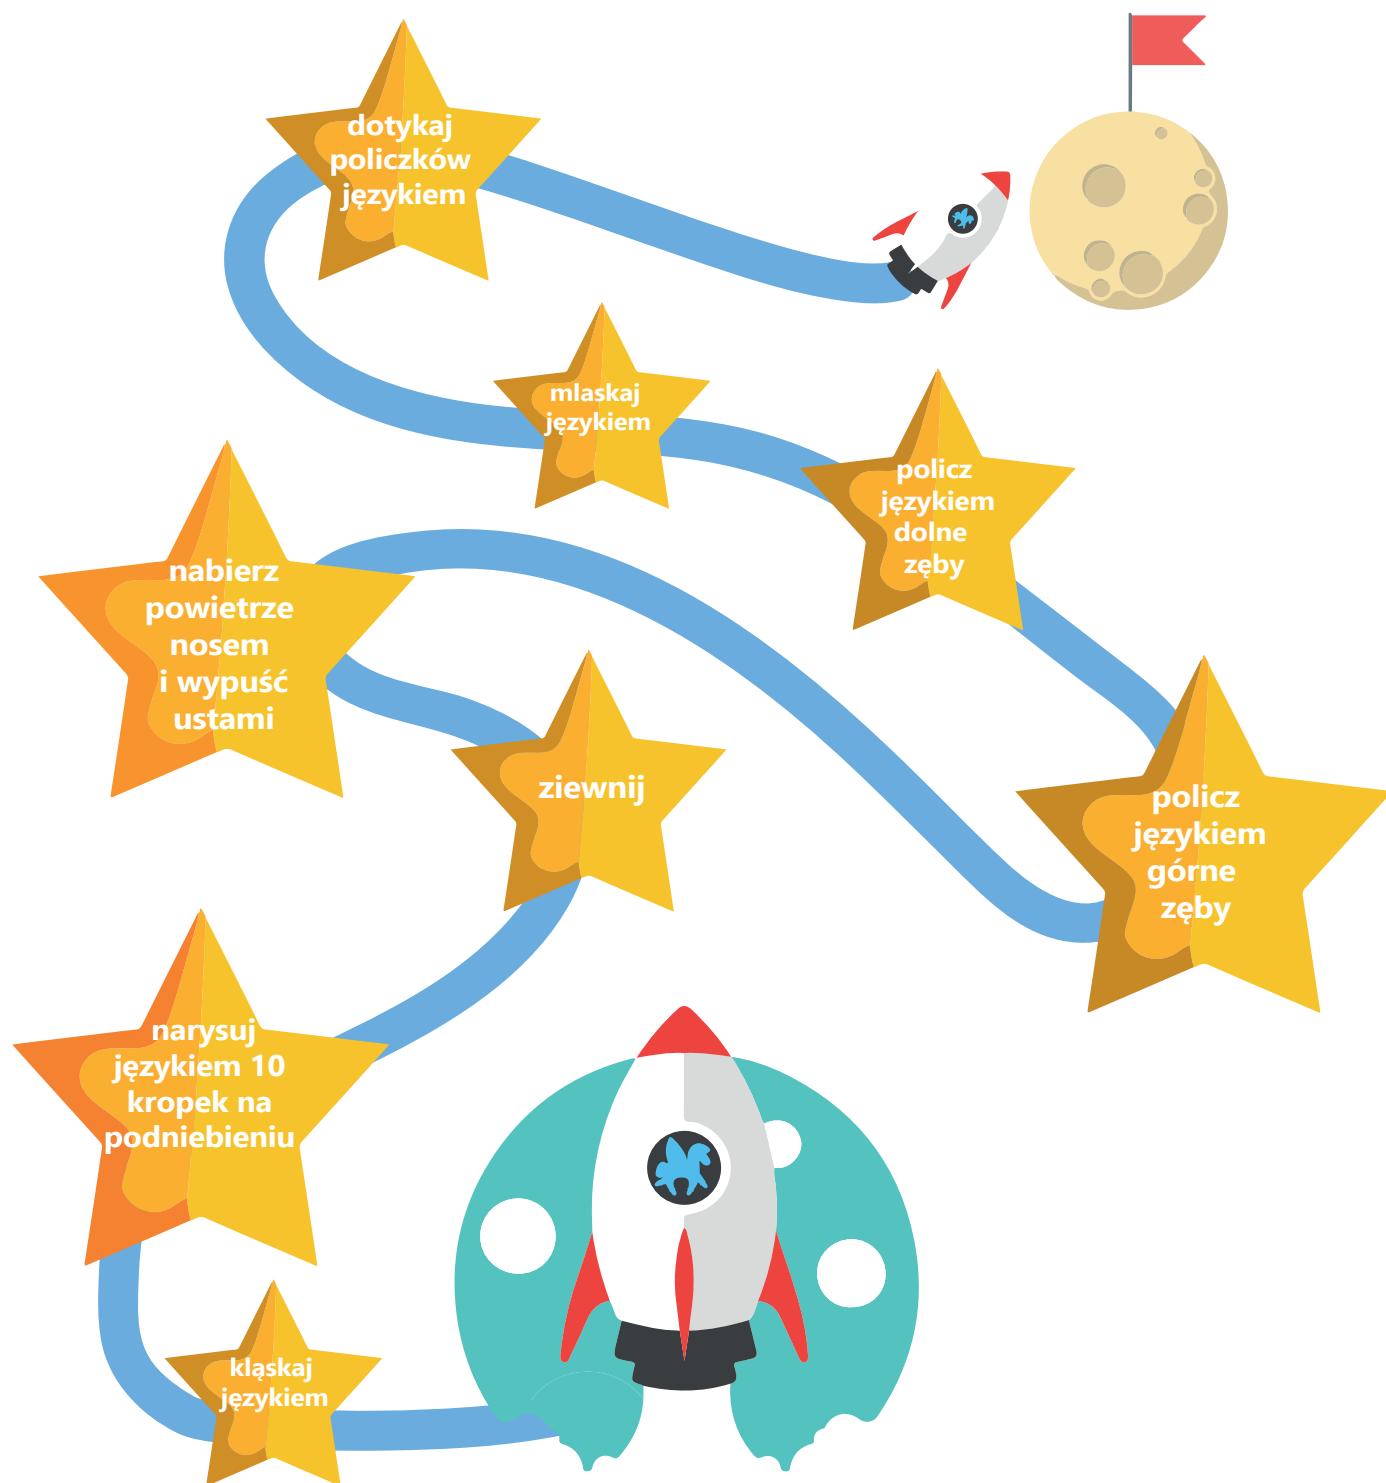 dotykaj
policzków
językiem
mlaskaj
językiem
policz
językiem
dolne
zęby
nabierz
powietrze
nosem
i wypuść
ustami
ziewnij
policz
językiem
górne
zęby
narysuj
językiem 10
kropek na
podniebieniu
kląskaj
językiem